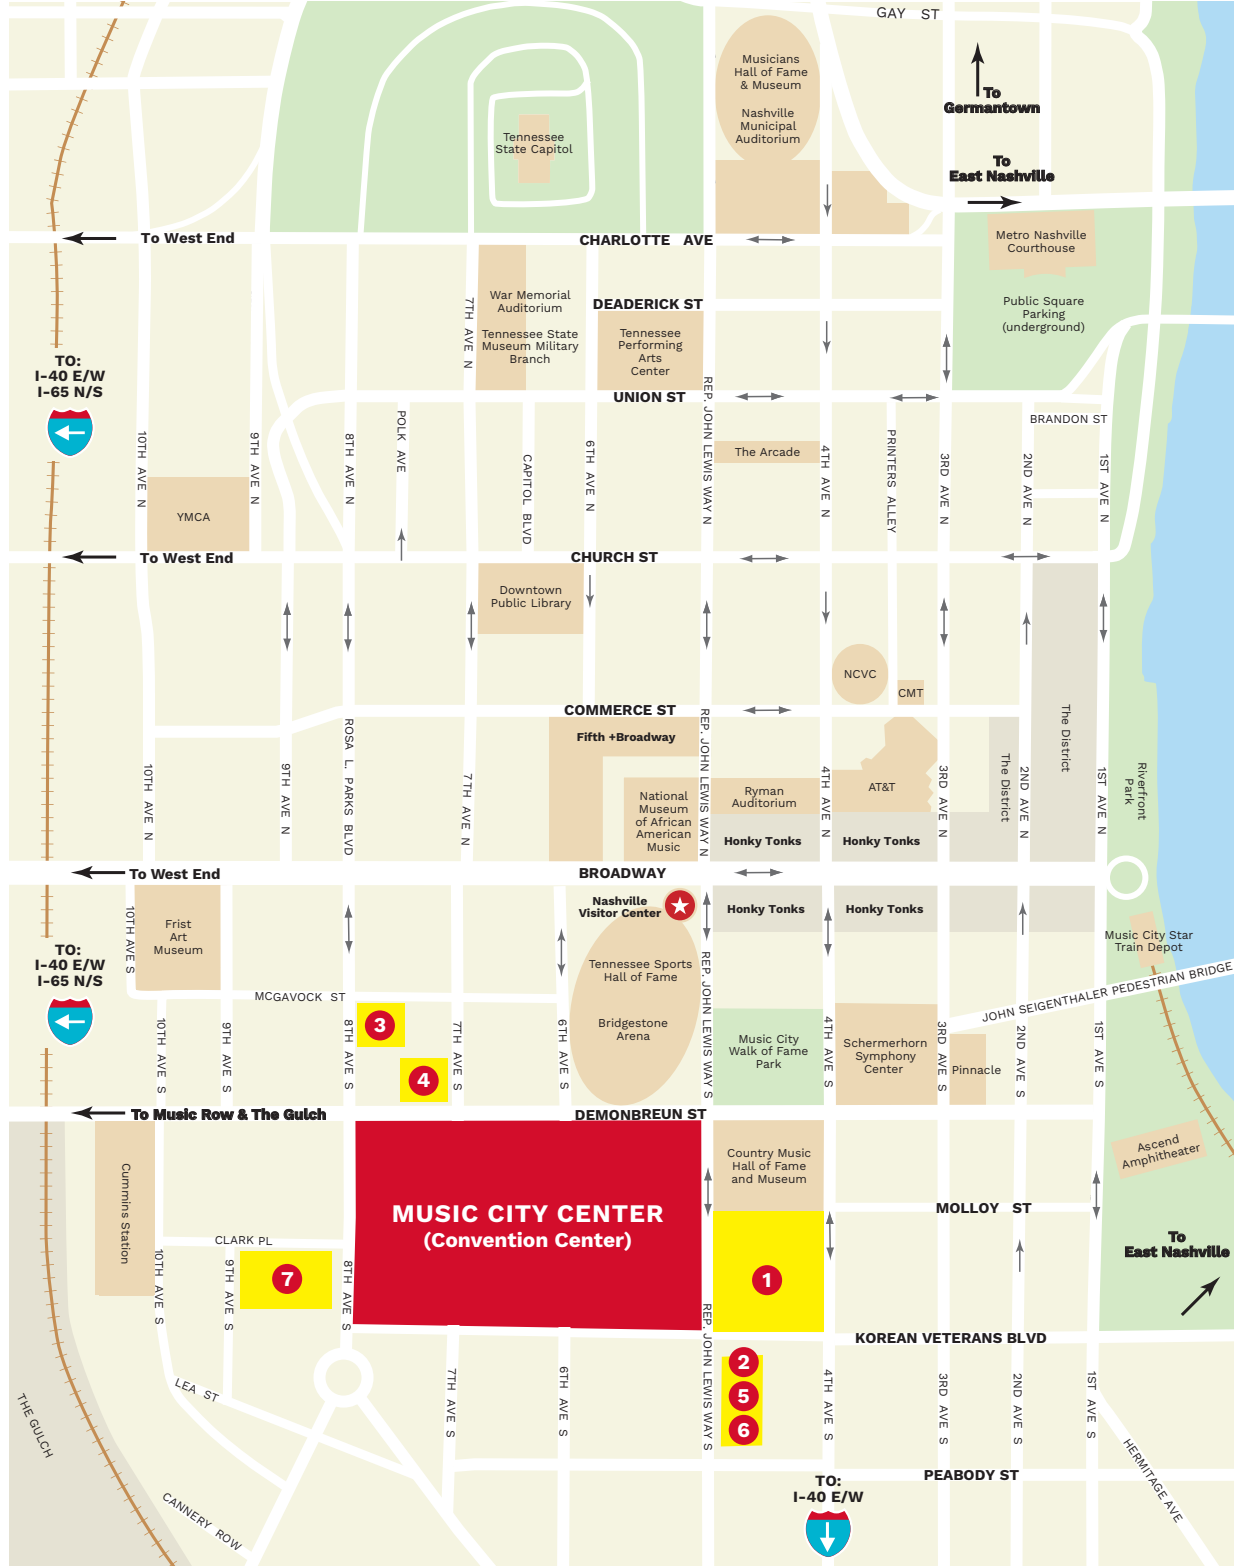 GAY ST
Musicians
Hall of Fame
& Museum
Nashville
Municipal
Auditorium
To
Germantown
Tennessee
State Capitol
To
East Nashville
To West End
CHARLOTTE AVE
Metro Nashville
Courthouse
War Memorial
Auditorium
Tennessee State
Museum Military
Branch
7TH AVE N
DEADERICK ST
Tennessee
Performing
Arts
Center
Public Square
Parking
(underground)
TO:
I-40 E/W
I-65 N/S
UNION ST
REP. JOHN LEWIS WAY N
BRANDON ST
10TH AVE N
9TH AVE N
8TH AVE N
POLK AVE
CAPITOL BLVD
6TH AVE N
The Arcade
4TH AVE N
PRINTERS ALLEY
3RD AVE N
2ND AVE N
1ST AVE N
YMCA
To West End
CHURCH ST
Downtown
Public Library
NCVC
CMT
COMMERCE ST
Fifth +Broadway
REP. JOHN LEWIS WAY N
ROSA L. PARKS BLVD
The District
The District
Riverfront
Park
10TH AVE N
9TH AVE N
7TH AVE N
National
Museum
of African
American
Music
Ryman
Auditorium
4TH AVE N
AT&T
3RD AVE N
2ND AVE N
1ST AVE N
Honky Tonks
Honky Tonks
To West End
BROADWAY
Nashville
Visitor Center
Honky Tonks
Honky Tonks
10TH AVE S
Frist
Art
Museum
Music City Star
Train Depot
TO:
I-40 E/W
I-65 N/S
Tennessee Sports
Hall of Fame
Bridgestone
Arena
REP. JOHN LEWIS WAY S
JOHN SEIGENTHALER PEDESTRIAN BRIDGE
MCGAVOCK ST
10TH AVE S
9TH AVE S
8TH AVE S
3
7TH AVE S
6TH AVE S
Music City
Walk of Fame
Park
4TH AVE S
Schermerhorn
Symphony
Center
3RD AVE S
Pinnacle
2ND AVE S
1ST AVE S
4
To Music Row & The Gulch
DEMONBREUN ST
Cummins Station
Country Music
Hall of Fame
and Museum
Ascend
Amphitheater
MUSIC CITY CENTER
(Convention Center)
MOLLOY ST
CLARK PL
To
East Nashville
10TH AVE S
9TH AVE S
7
8TH AVE S
1
REP. JOHN LEWIS WAY S
KOREAN VETERANS BLVD
2
5
6
LEA ST
7TH AVE S
6TH AVE S
4TH AVE S
3RD AVE S
2ND AVE S
1ST AVE S
THE GULCH
HERMITAGE AVE
PEABODY ST
CANNERY ROW
TO:
I-40 E/W